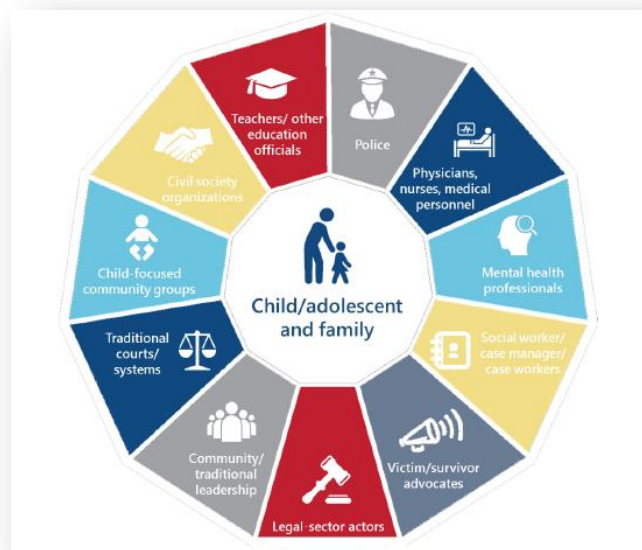 Teachers/ other
education
officials
Police
Physicians,
nurses, medical
personnel
Mental health
professionals
Social worker/
case manager/
case workers
Victim/survivor
advocates
Legal-sector actors
Community/
traditional
leadership
Traditional
courts/
systems
Child-focused
community groups
Civil society
organizations
Child/adolescent
and family